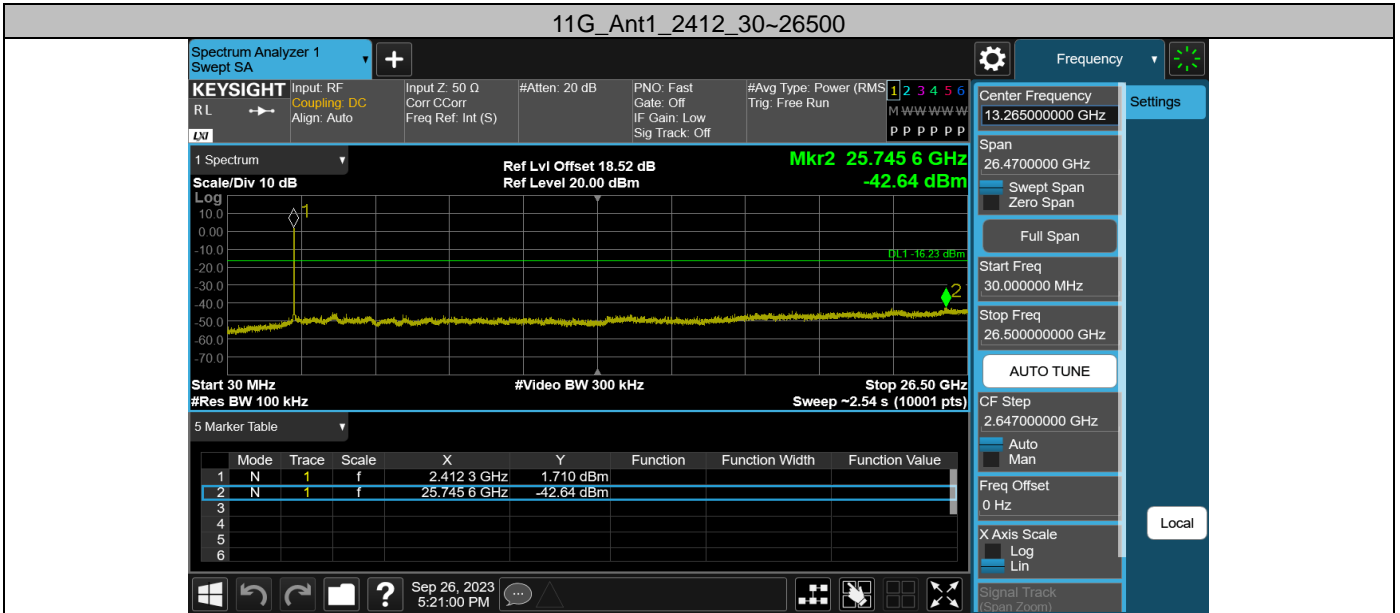 11G_Ant1_2412_30~26500
Spectrum Analyzer 1
Swept SA
Frequency
KEYSIGHT
R L
LXI
Input: RF
Coupling: DC
Align: Auto
Input Z: 50 Ω
Corr CCorr
Freq Ref: Int (S)
#Atten: 20 dB
PNO: Fast
Gate: Off
IF Gain: Low
Sig Track: Off
#Avg Type: Power (RMS
Trig: Free Run
1 2 3 4 5 6
M W W W W W
P P P P P P
1 Spectrum
Scale/Div 10 dB
Ref Lvl Offset 18.52 dB
Ref Level 20.00 dBm
Mkr2 25.745 6 GHz
-42.64 dBm
Log
10.0
0.00
-10.0
-20.0
-30.0
-40.0
-50.0
-60.0
-70.0
1
DL1 -16.23 dBm
2
Start 30 MHz
#Video BW 300 kHz
Stop 26.50 GHz
#Res BW 100 kHz
Sweep ~2.54 s (10001 pts)
5 Marker Table
Mode Trace Scale X Y Function Function Width Function Value
1 N 1 f 2.412 3 GHz 1.710 dBm
2 N 1 f 25.745 6 GHz -42.64 dBm
3
4
5
6
Sep 26, 2023
5:21:00 PM
Center Frequency
13.265000000 GHz
Span
26.4700000 GHz
Swept Span
Zero Span
Full Span
Start Freq
30.000000 MHz
Stop Freq
26.500000000 GHz
AUTO TUNE
CF Step
2.647000000 GHz
Auto
Man
Freq Offset
0 Hz
X Axis Scale
Log
Lin
Signal Track
(Span Zoom)
Settings
Local